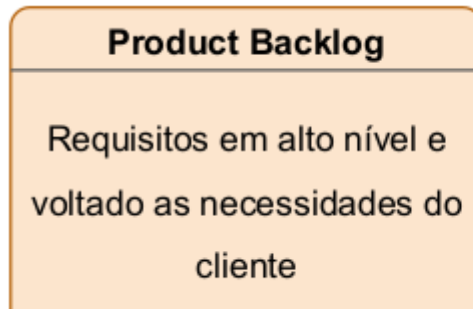 Product Backlog
Requisitos em alto nível e
voltado as necessidades do
cliente